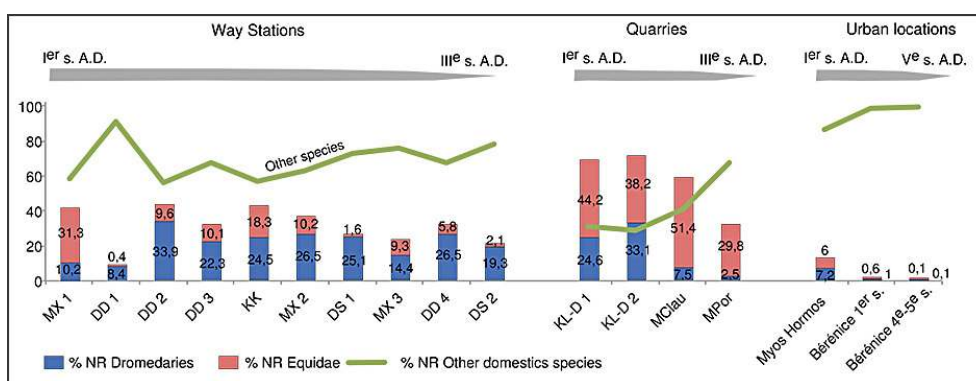 Way Stations Quarries Urban locations
Ier s. A.D. IIIe s. A.D. Ier s. A.D. IIIe s. A.D. Ier s. A.D. Ve s. A.D.
100
80
60
40
20
0
Other species
31,3 0,4 9,6 10,1 18,3 10,2 1,6 9,3 5,8 2,1 44,2 38,2 51,4 29,8 6 0,6 1 0,1 0,1
10,2 8,4 33,9 22,3 24,5 26,5 25,1 14,4 26,5 19,3 24,6 33,1 7,5 2,5 7,2
MX 1 DD 1 DD 2 DD 3 KK MX 2 DS 1 MX 3 DD 4 DS 2 KL-D 1 KL-D 2 MClau MPor Myos Hormos Bérénice 1er s. Bérénice 4e-5e s.
% NR Dromedaries % NR Equidae % NR Other domestics species